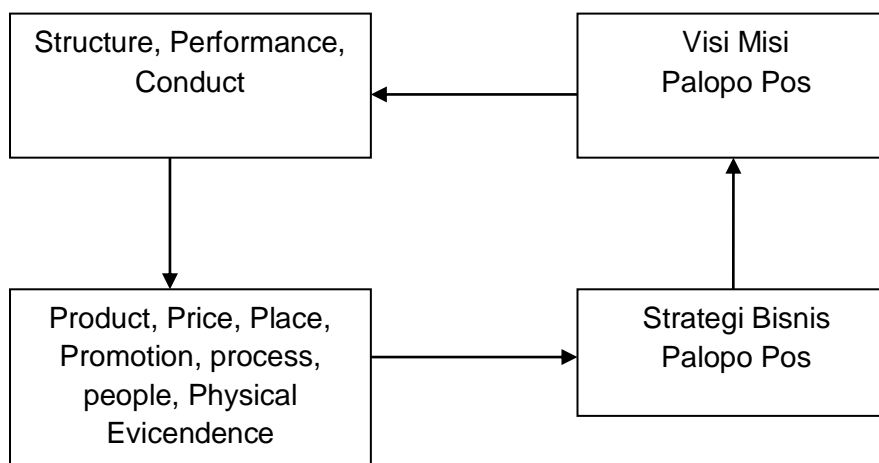 Structure, Performance,
Conduct
Visi Misi
Palopo Pos
Product, Price, Place,
Promotion, process,
people, Physical
Evicendence
Strategi Bisnis
Palopo Pos